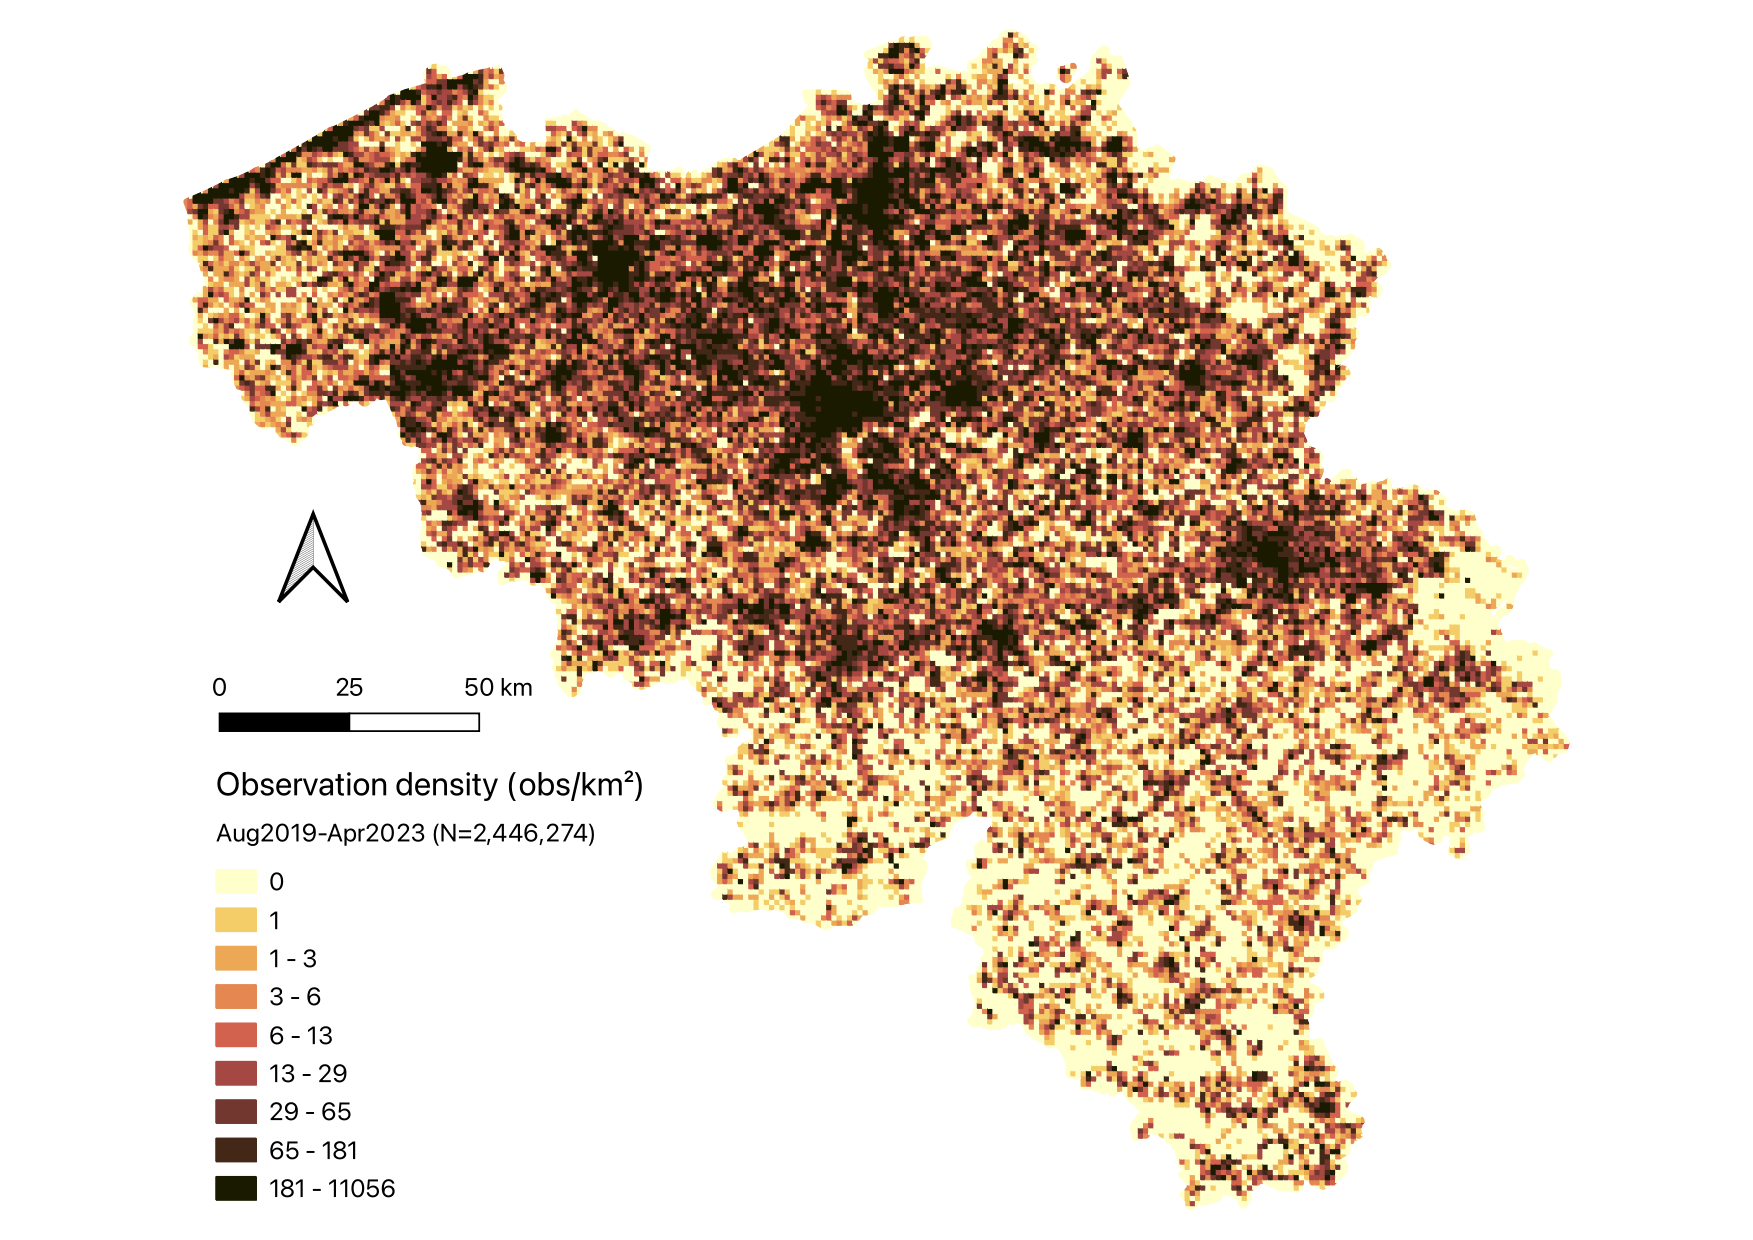 0 25 50 km
Observation density (obs/km²)
Aug2019-Apr2023 (N=2,446,274)
0
1
1 - 3
3 - 6
6 - 13
13 - 29
29 - 65
65 - 181
181 - 11056